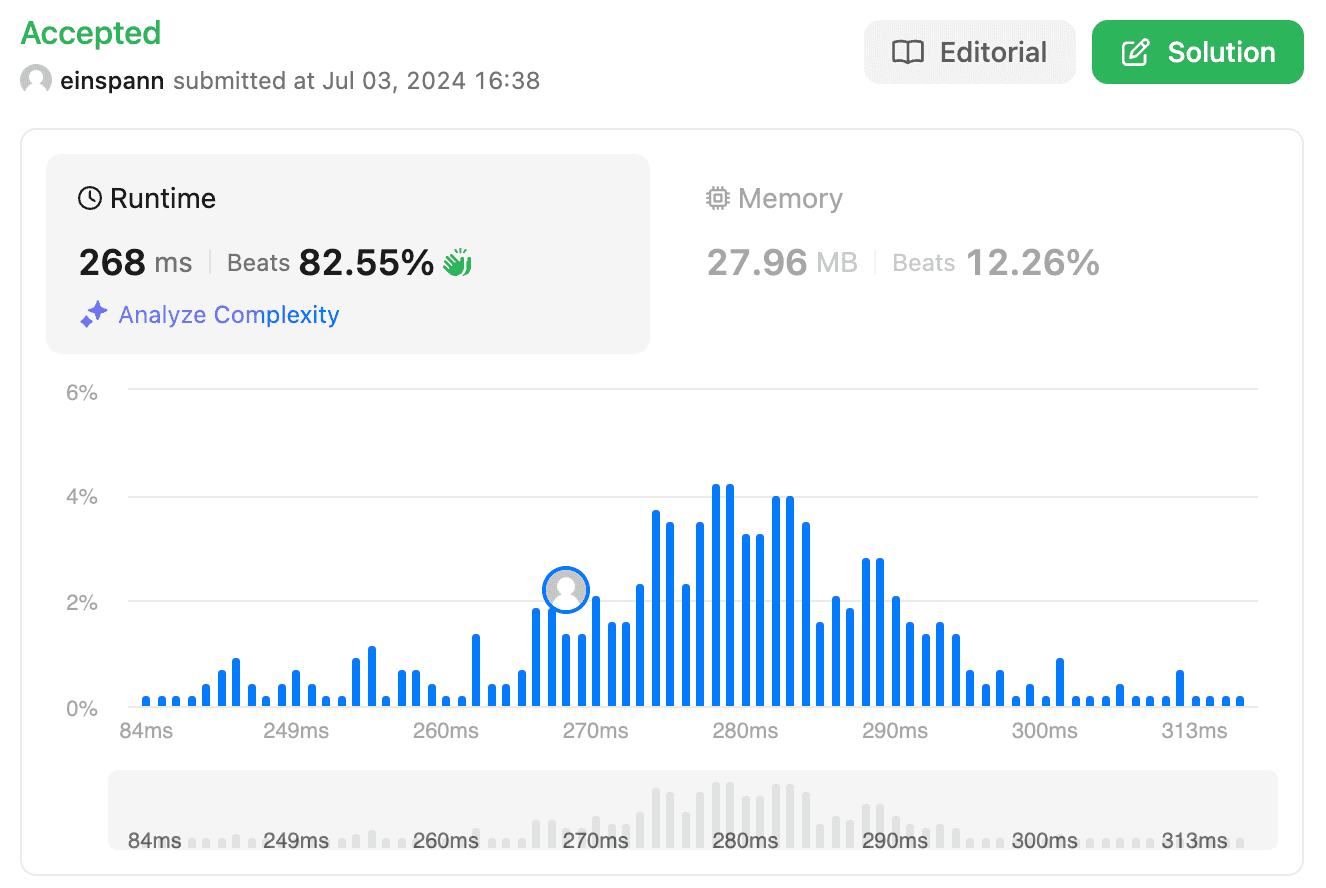 Accepted
Editorial
Solution
einspann submitted at Jul 03, 2024 16:38
Runtime
268 ms
Beats 82.55%
Analyze Complexity
Memory
27.96 MB
Beats 12.26%
6%
4%
2%
0%
84ms 249ms 260ms 270ms 280ms 290ms 300ms 313ms
84ms 249ms 260ms 270ms 280ms 290ms 300ms 313ms